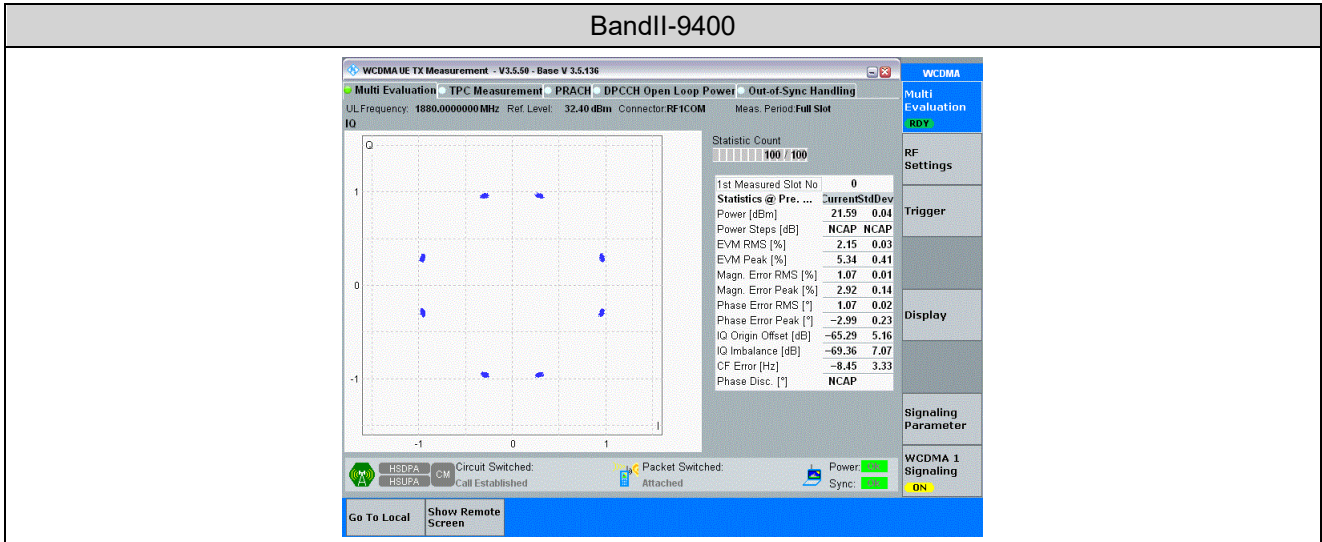 BandII-9400
WCDMA UE TX Measurement - V3.5.50 - Base V 3.5.136
WCDMA
Multi Evaluation TPC Measurement PRACH DPCCH Open Loop Power Out-of-Sync Handling
Multi
Evaluation
RDY
UL Frequency: 1880.0000000 MHz Ref. Level: 32.40 dBm Connector:RF1COM Meas. Period:Full Slot
IQ
Q
1
0
-1
-1 0 1
I
Statistic Count
100 / 100
1st Measured Slot No 0
Statistics @ Pre. ... Current StdDev
Power [dBm] 21.59 0.04
Power Steps [dB] NCAP NCAP
EVM RMS [%] 2.15 0.03
EVM Peak [%] 5.34 0.41
Magn. Error RMS [%] 1.07 0.01
Magn. Error Peak [%] 2.92 0.14
Phase Error RMS [°] 1.07 0.02
Phase Error Peak [°] −2.99 0.23
IQ Origin Offset [dB] −65.29 5.16
IQ Imbalance [dB] −69.36 7.07
CF Error [Hz] −8.45 3.33
Phase Disc. [°] NCAP
RF
Settings
Trigger
Display
Signaling
Parameter
WCDMA 1
Signaling
ON
HSDPA
HSUPA
CM
Circuit Switched:
Call Established
Packet Switched:
Attached
Power: OK
Sync: OK
Go To Local
Show Remote
Screen